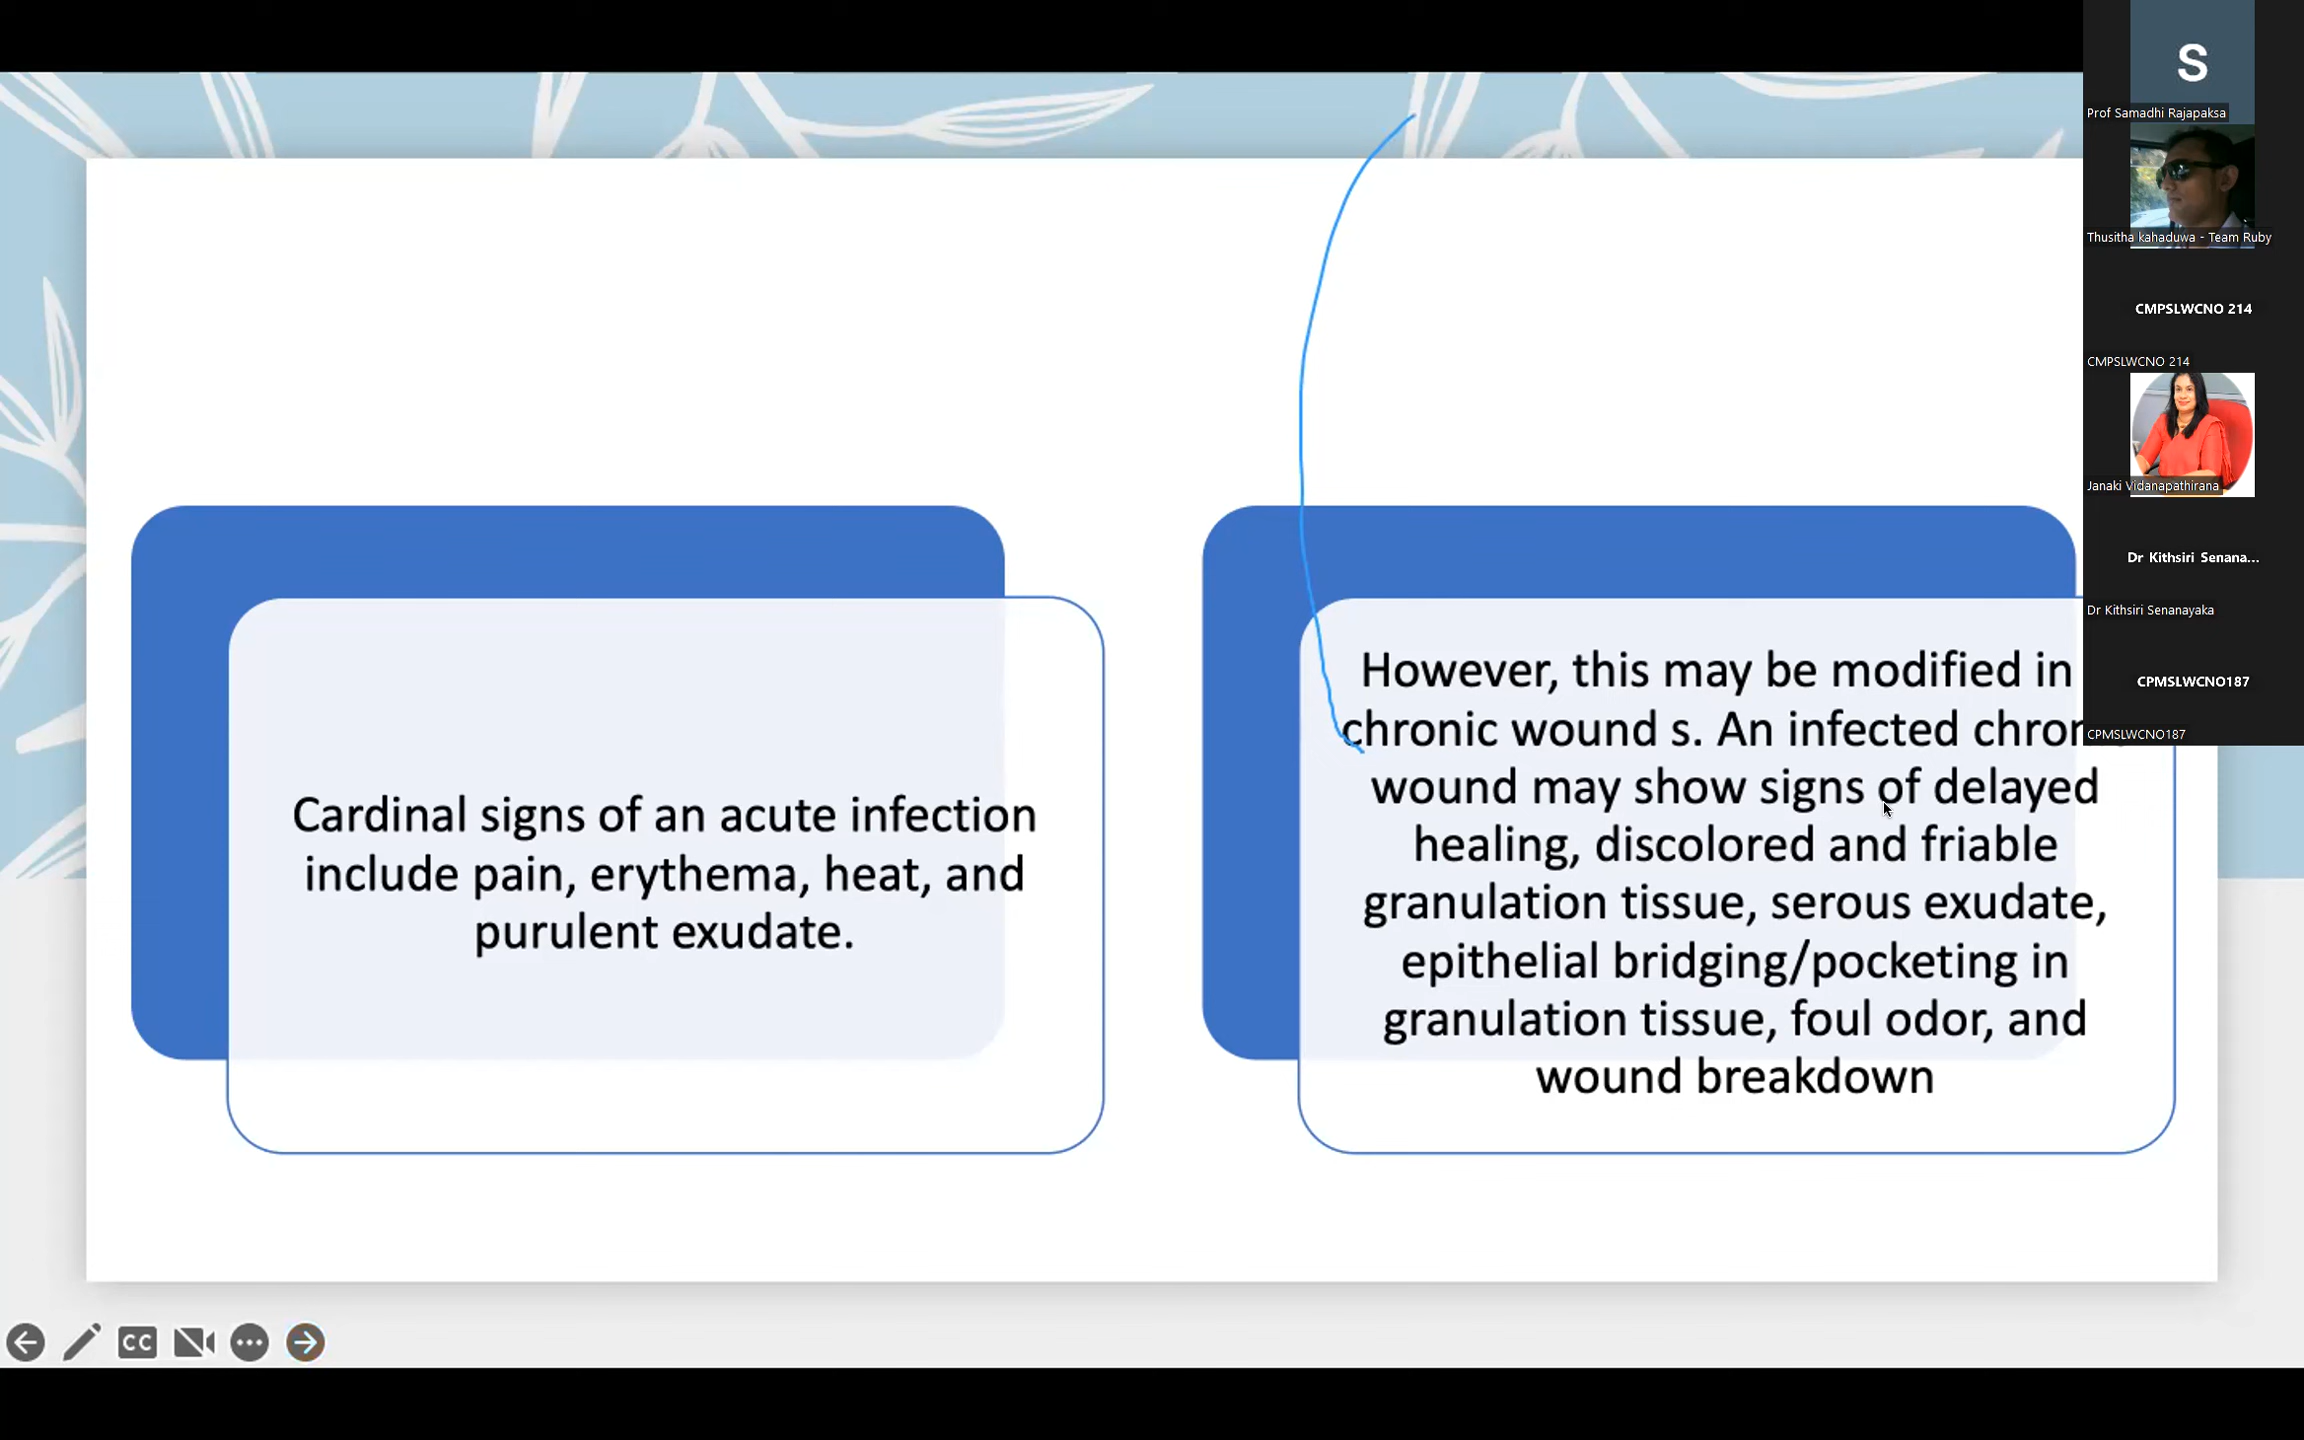 Cardinal signs of an acute infection
include pain, erythema, heat, and
purulent exudate.
However, this may be modified in
chronic wound s. An infected
wound may show signs of delayed
healing, discolored and friable
granulation tissue, serous exudate,
epithelial bridging/pocketing in
granulation tissue, foul odor, and
wound breakdown
S
Prof Samadhi Rajapaksa
Thusitha kahaduwa - Team Ruby
CMPSLWCNO 214
CMPSLWCNO 214
Janaki Vidanapathirana
Dr Kithsiri Senana...
Dr Kithsiri Senanayaka
CPMSLWCNO187
CPMSLWCNO187
CC